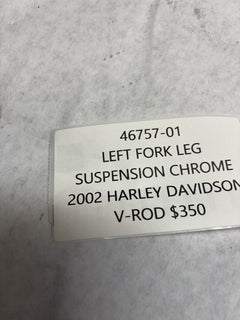 46757-01
LEFT FORK LEG
SUSPENSION CHROME
2002 HARLEY DAVIDSON
V-ROD $350